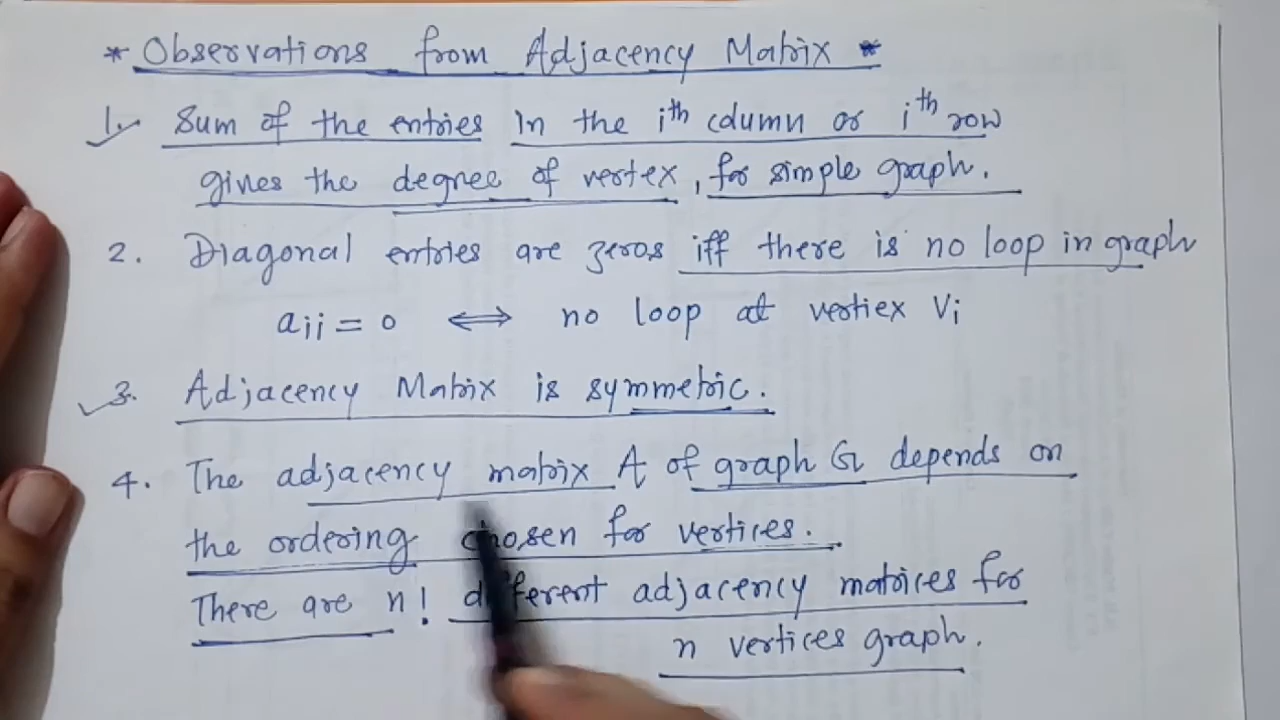 * Observations from Adjacency Matrix *
1. Sum of the entries in the ith column or ith row
gives the degree of vertex, for simple graph.
2. Diagonal entries are zeros iff there is no loop in graph
aii = 0 ⟺ no loop at vertiex Vi
3. Adjacency Matrix is symmetric.
4. The adjacency matrix A of graph G depends on
the ordering chosen for vertices.
There are n! different adjacency matrices for
n vertices graph.